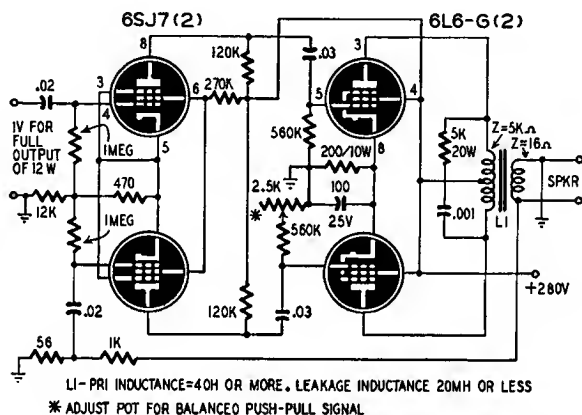 6SJ7(2)
6L6-G(2)
8
120K
.03
3
.02
3
4
6
270K
5
4
Z=5K Ω
Z=16Ω
1V FOR
FULL
OUTPUT
OF 12 W
1MEG
5
560K
200/10W
8
5K
20W
SPKR
470
2.5K
100
25V
.001
L1
12K
*
1MEG
560K
.02
120K
.03
+280V
56
1K
L1-PRI INDUCTANCE=40H OR MORE. LEAKAGE INDUCTANCE 20MH OR LESS
* ADJUST POT FOR BALANCED PUSH-PULL SIGNAL